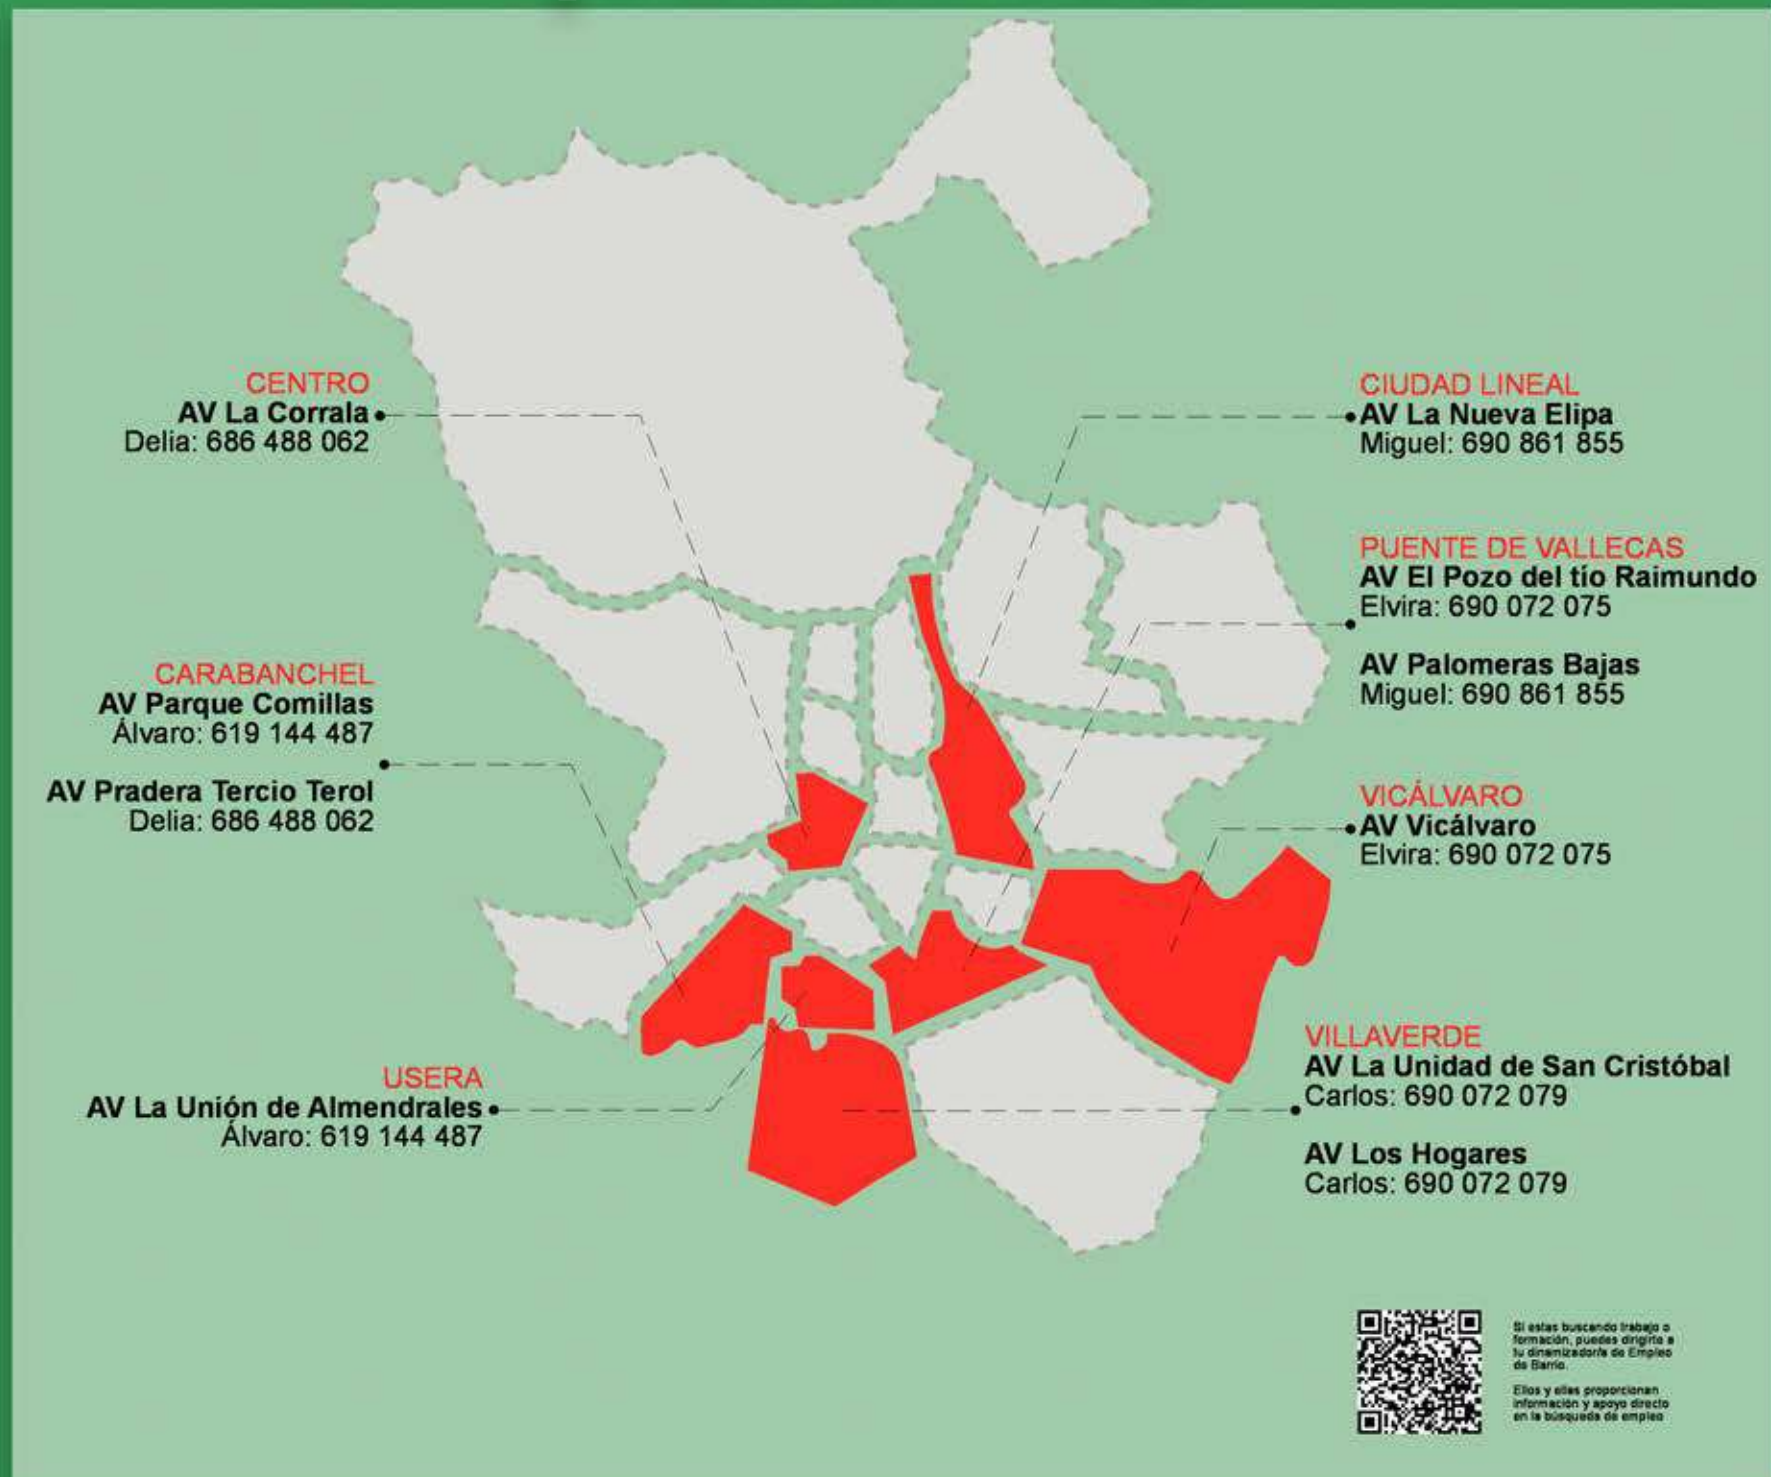 CENTRO
AV La Corrala
Delia: 686 488 062
CARABANCHEL
AV Parque Comillas
Álvaro: 619 144 487
AV Pradera Tercio Terol
Delia: 686 488 062
USERA
AV La Unión de Almendrales
Álvaro: 619 144 487
CIUDAD LINEAL
AV La Nueva Elipa
Miguel: 690 861 855
PUENTE DE VALLECAS
AV El Pozo del tío Raimundo
Elvira: 690 072 075
AV Palomeras Bajas
Miguel: 690 861 855
VICÁLVARO
AV Vicálvaro
Elvira: 690 072 075
VILLAVERDE
AV La Unidad de San Cristóbal
Carlos: 690 072 079
AV Los Hogares
Carlos: 690 072 079
Si estas buscando trabajo o
formación, puedes dirigirte a
tu dinamizador/a de Empleo
de Barrio.
Ellos y ellas proporcionan
información y apoyo directo
en la búsqueda de empleo